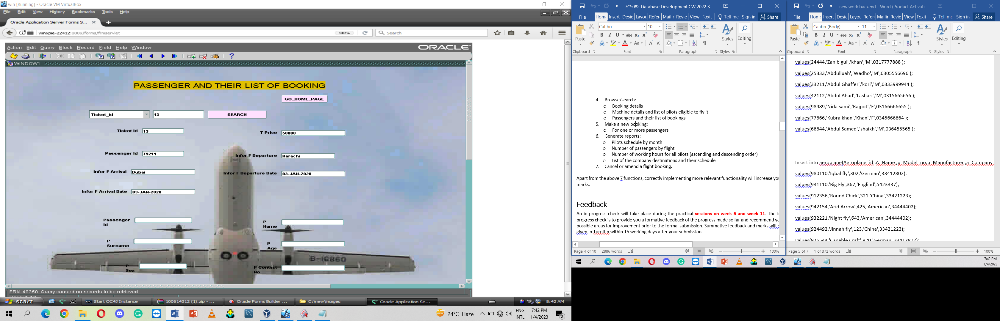 win [Running] - Oracle VM VirtualBox
File Edit View History Bookmarks Tools Help
Oracle Application Server Forms S...
winxpie-22412:8889/forms/frmservlet
140%
Search
Action Edit Query Block Record Field Help Window
ORACLE
WINDOW1
PASSENGER AND THEIR LIST OF BOOKING
GO_HOME_PAGE
Ticket_id 13 SEARCH
Ticket Id 13
T Price 50000
Passenger Id 79211
Infor F Departure Karachi
Infor F Arrival Dubai
Infor F Departure Date 03-JAN-2020
Infor F Arrival Date 03-JAN-2020
Passenger Id
P Name
P Surname
P Age
P Sex
P Contact No
B-16860
FRM-40350: Query caused no records to be retrieved.
start
Start OC4J Instance
100614312 (1).zip - ...
Oracle Forms Builder ...
C:\new\images
Oracle Application Se...
8:42 AM
24°C Haze
ENG
INTL
7:42 PM
1/4/2023
2
7CS082 Database Development CW 2022 S...
File Home Insert Desig Layou Refer Mailin Revie View Foxit Tell me Sign in Share
Calibri 10
Paste
Styles
Editing
Clipboard Font Paragraph Styles
4. Browse/search:
o Booking details
o Machine details and list of pilots eligible to fly it
o Passengers and their list of bookings
5. Make a new booking:
o For one or more passengers
6. Generate reports:
o Pilots schedule by month
o Number of passengers by flight
o Number of working hours for all pilots (ascending and descending order)
o List of the company destinations and their schedule
7. Cancel or amend a flight booking.
Apart from the above 7 functions, correctly implementing more relevant functionality will increase you
marks.
Feedback
An in-progress check will take place during the practical sessions on week 6 and week 11. The in
progress check is to provide you a formative feedback of the progress made so far and recommend yo
possible areas for improvement prior to the formal submission. Summative feedback and marks will b
given in Turnitin within 15 working days after your submission.
Page 4 of 10 2886 words
100%
new work backend - Word (Product Activati...
File Home Insert Desig Layou Refer Mailin Revie View Foxit Tell me Sign in Share
Calibri (Body) 11
Paste
Styles
Editing
Clipboard Font Paragraph Styles
values(24444,'Zanib gul','khan','M',0317777888 );
values(25333,'Abdulluah','Wadho','M',0305556696 );
values(33211,'Abdul Ghaffer','kori','M',0333999944 );
values(42112,'Abdul Ahad','Lashari','M',0315665656 );
values(98989,'Nida sami','Rajpot','F',03166666655 );
values(77666,'Kubra khan','Khan','F',0345666664 );
values(66644,'Abdul Samed','shaikh','M',036455565 );
Insert into aeroplane(Aeroplane_id ,A_Name ,p_Model_no,p_Manufacturer ,a_Company_
values(980110,'Iqbal fly',302,'German',33412802);
values(931110,'Big Fly',367,'Englind',5423337);
values(912356,'Round Chick',321,'China',33421223);
values(942154,'Arid Arrow',425,'American',34444402);
values(932221,'Night fly',643,'American',34444402);
values(924492,'Jinnah fly',123,'China',33421223);
values(976544,'Capable Craft',970,'German',33412802);
Page 5 of 7 1 of 372 words
100%
7:42 PM
1/4/2023